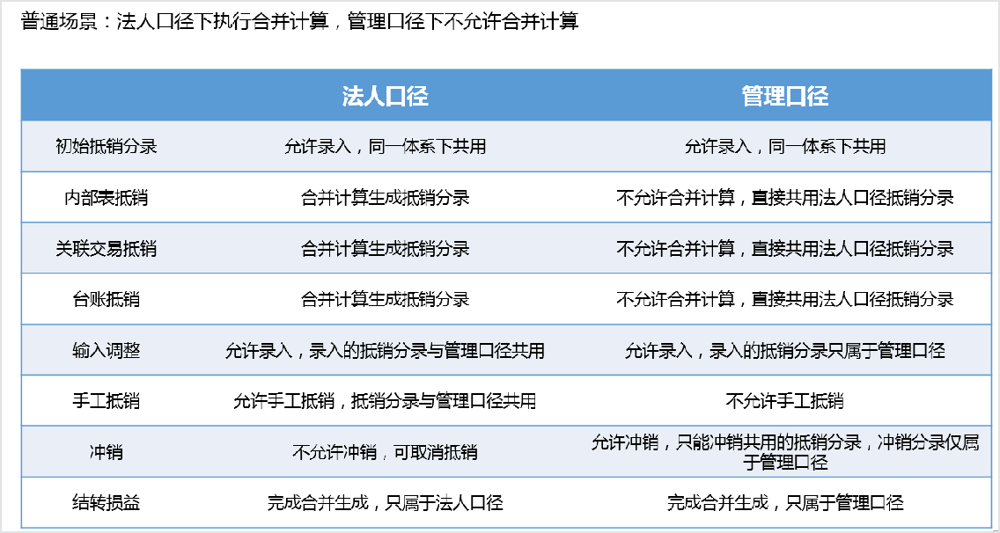 普通场景：法人口径下执行合并计算，管理口径下不允许合并计算
法人口径 管理口径
初始抵销分录 允许录入，同一体系下共用 允许录入，同一体系下共用
内部表抵销 合并计算生成抵销分录 不允许合并计算，直接共用法人口径抵销分录
关联交易抵销 合并计算生成抵销分录 不允许合并计算，直接共用法人口径抵销分录
台账抵销 合并计算生成抵销分录 不允许合并计算，直接共用法人口径抵销分录
输入调整 允许录入，录入的抵销分录与管理口径共用 允许录入，录入的抵销分录只属于管理口径
手工抵销 允许手工抵销，抵销分录与管理口径共用 不允许手工抵销
冲销 不允许冲销，可取消抵销 允许冲销，只能冲销共用的抵销分录，冲销分录仅属
于管理口径
结转损益 完成合并生成，只属于法人口径 完成合并生成，只属于管理口径